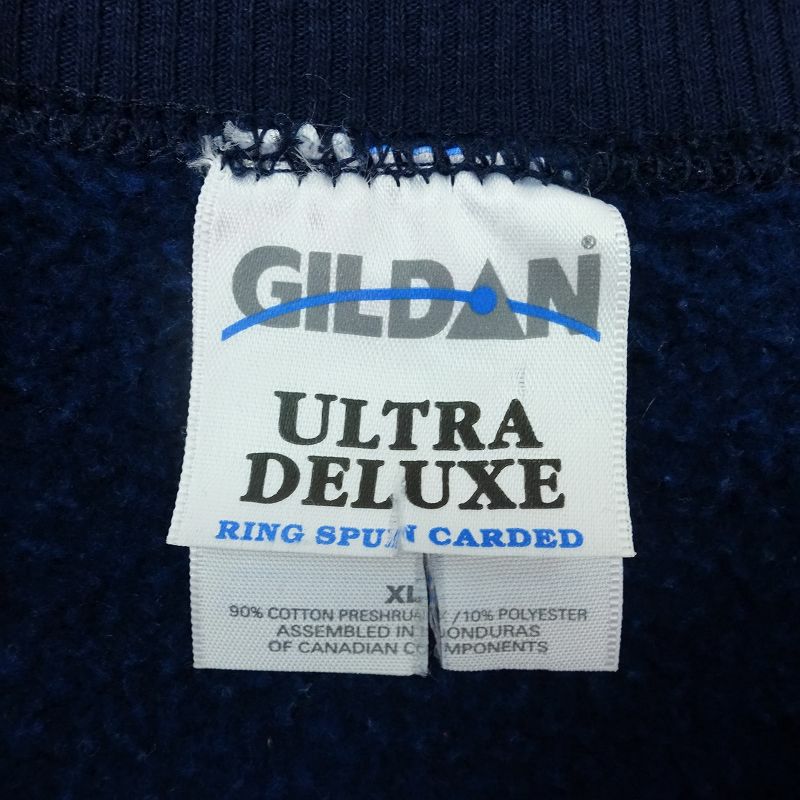 GILDAN®
ULTRA
DELUXE
RING SPUN CARDED
XL
90% COTTON PRESHRUNK/10% POLYESTER
ASSEMBLED IN HONDURAS
OF CANADIAN COMPONENTS